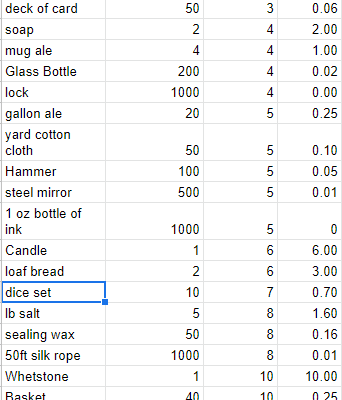 deck of card 50 3 0.06
soap 2 4 2.00
mug ale 4 4 1.00
Glass Bottle 200 4 0.02
lock 1000 4 0.00
gallon ale 20 5 0.25
yard cotton
cloth 50 5 0.10
Hammer 100 5 0.05
steel mirror 500 5 0.01
1 oz bottle of
ink 1000 5 0
Candle 1 6 6.00
loaf bread 2 6 3.00
dice set 10 7 0.70
lb salt 5 8 1.60
sealing wax 50 8 0.16
50ft silk rope 1000 8 0.01
Whetstone 1 10 10.00
Basket 40 10 0.25